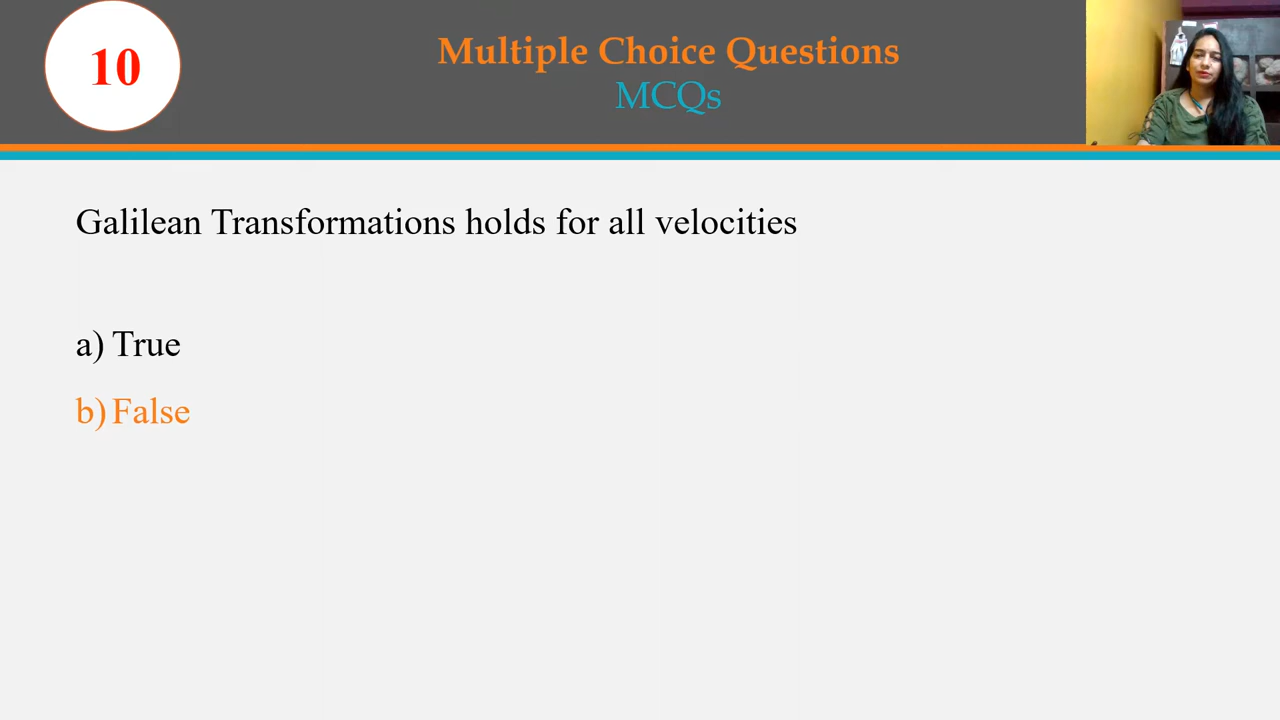 10
Multiple Choice Questions
MCQs
Galilean Transformations holds for all velocities
a) True
b) False